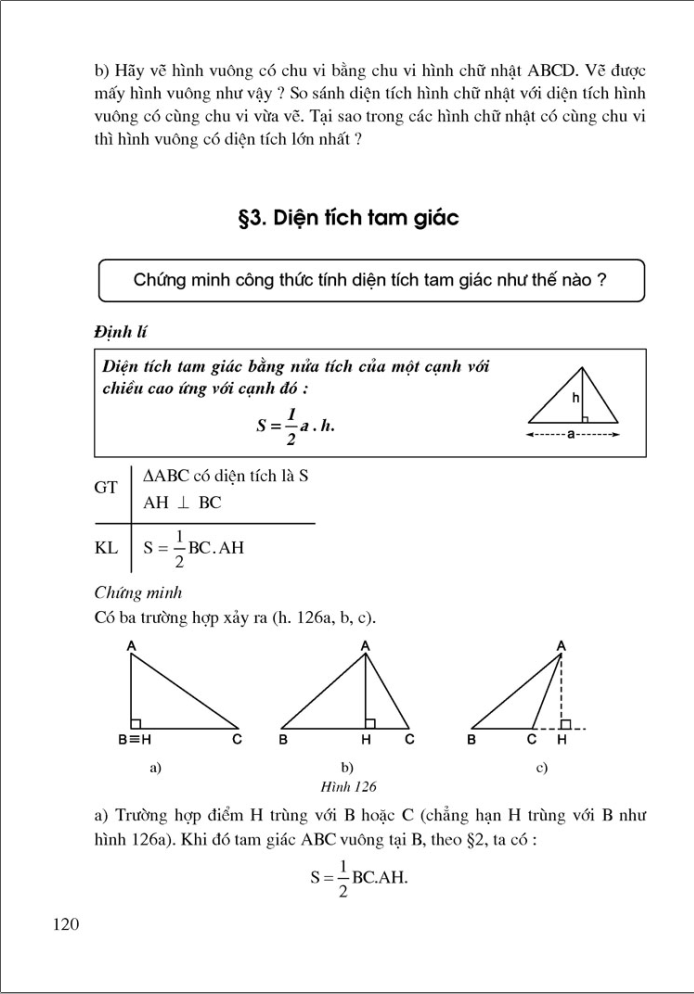 b) Hãy vẽ hình vuông có chu vi bằng chu vi hình chữ nhật ABCD. Vẽ được
mấy hình vuông như vậy ? So sánh diện tích hình chữ nhật với diện tích hình
vuông có cùng chu vi vừa vẽ. Tại sao trong các hình chữ nhật có cùng chu vi
thì hình vuông có diện tích lớn nhất ?
§3. Diện tích tam giác
Chứng minh công thức tính diện tích tam giác như thế nào ?
Định lí
Diện tích tam giác bằng nửa tích của một cạnh với
chiều cao ứng với cạnh đó :
S = 1/2 a . h.
h
a
GT
ΔABC có diện tích là S
AH ⊥ BC
KL
S = 1/2 BC . AH
Chứng minh
Có ba trường hợp xảy ra (h. 126a, b, c).
A
B≡H C
a)
A
B H C
b)
A
B C H
c)
Hình 126
a) Trường hợp điểm H trùng với B hoặc C (chẳng hạn H trùng với B như
hình 126a). Khi đó tam giác ABC vuông tại B, theo §2, ta có :
S = 1/2 BC.AH.
120